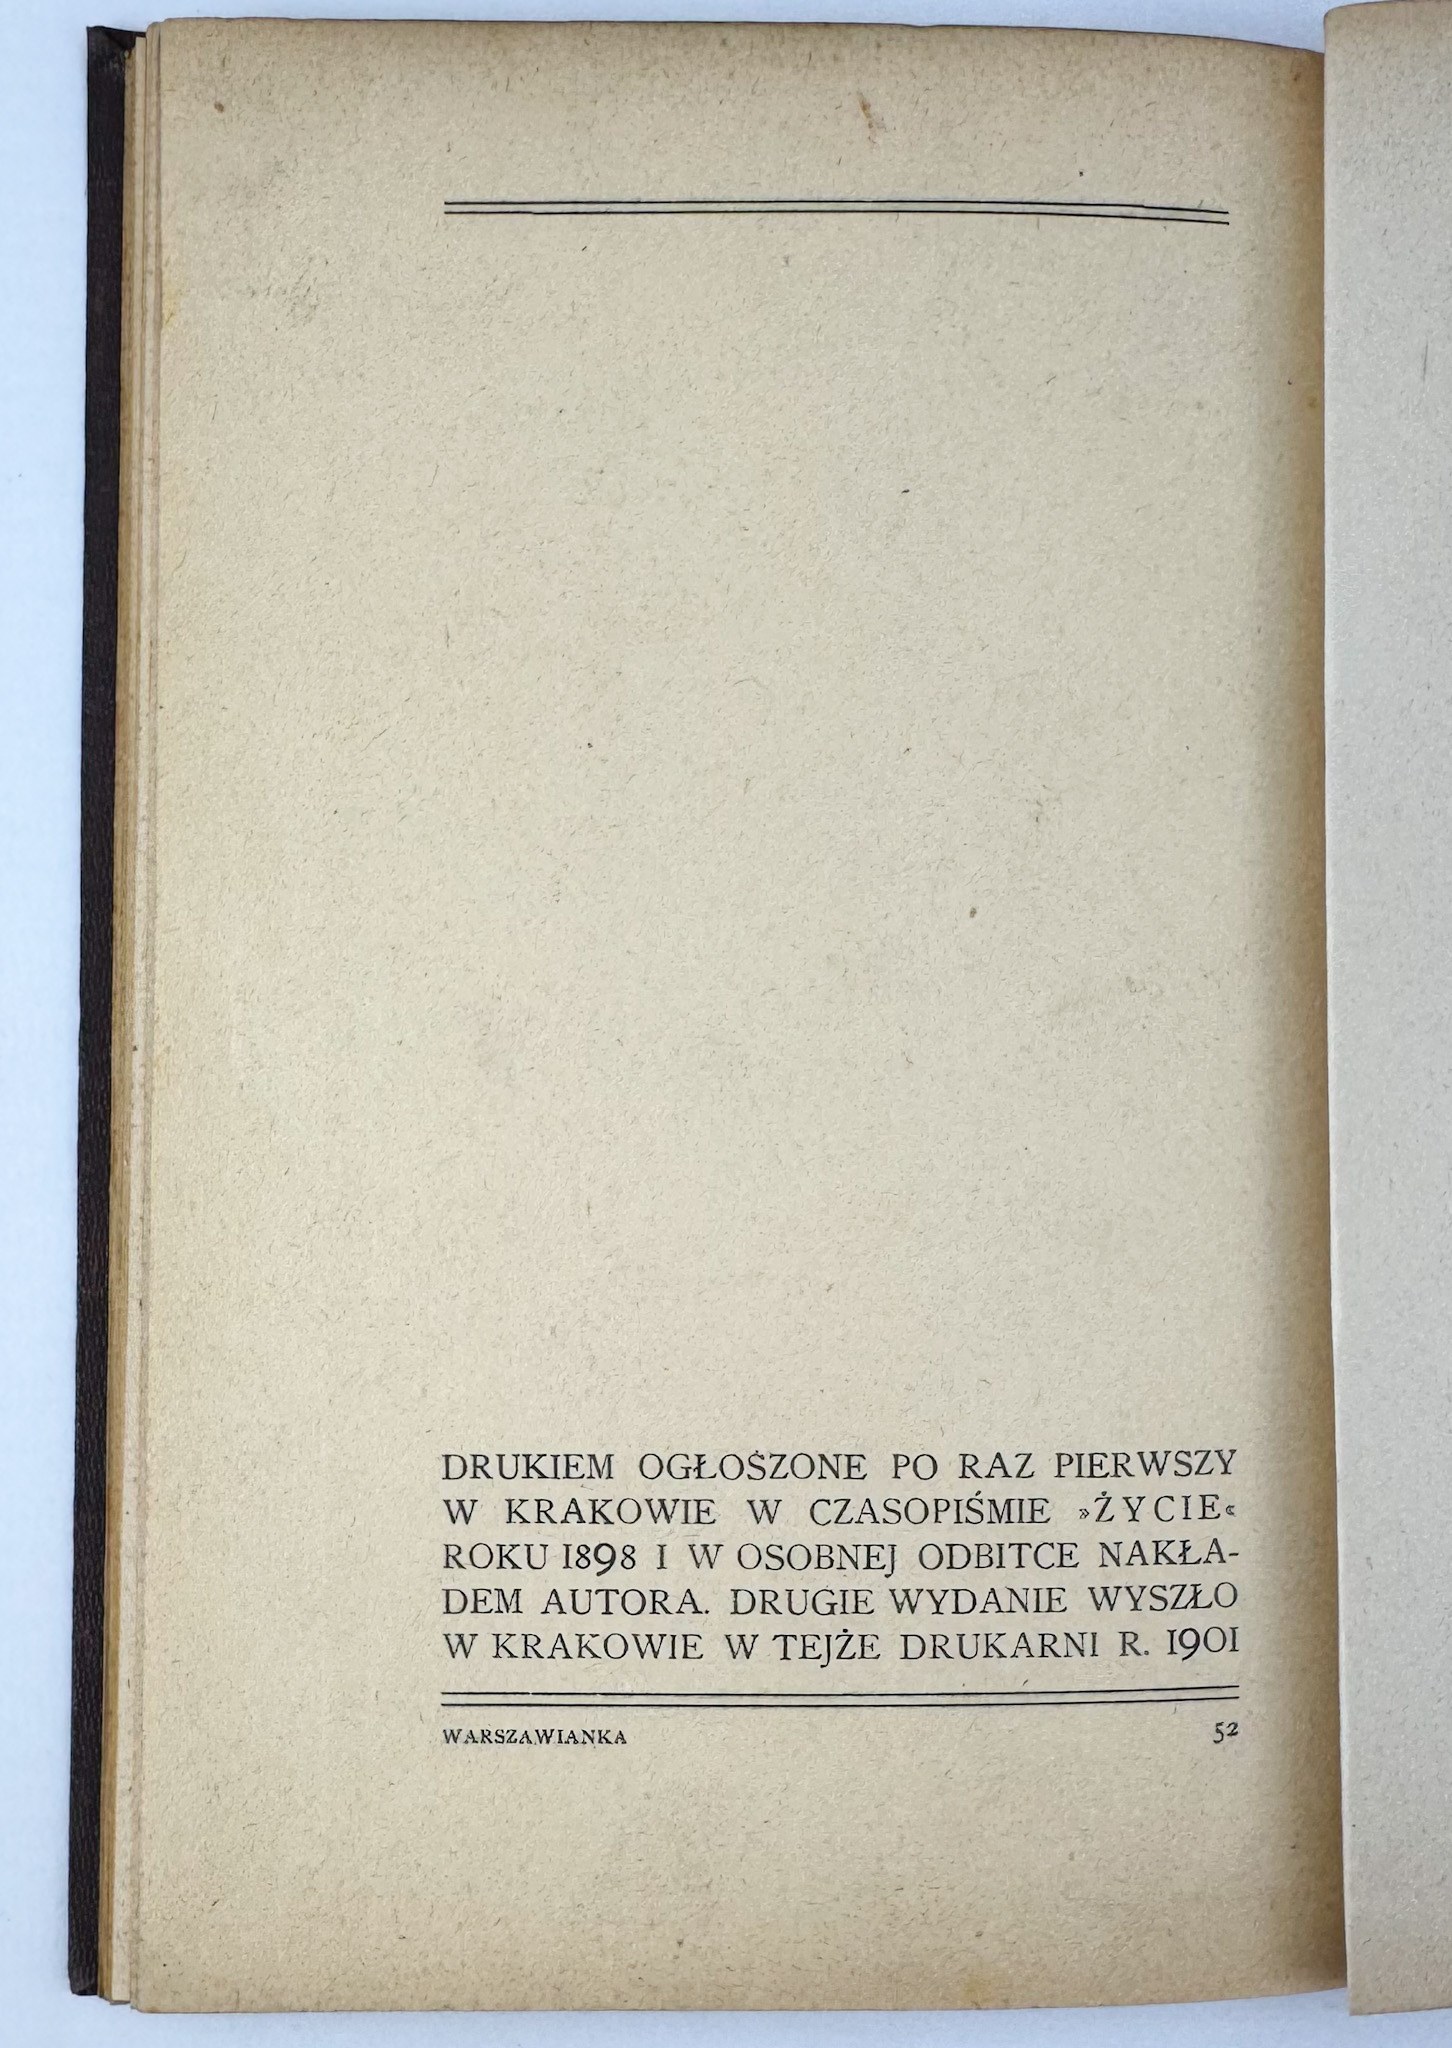 DRUKIEM OGŁOSZONE PO RAZ PIERWSZY
W KRAKOWIE W CZASOPIŚMIE »ŻYCIE«
ROKU 1898 I W OSOBNEJ ODBITCE NAKŁA-
DEM AUTORA. DRUGIE WYDANIE WYSZŁO
W KRAKOWIE W TEJŻE DRUKARNI R. 1901
WARSZAWIANKA 52